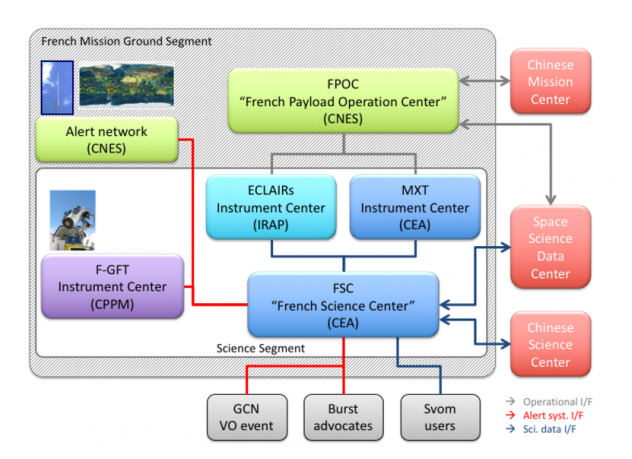 French Mission Ground Segment
FPOC
“French Payload Operation Center”
(CNES)
Chinese
Mission
Center
Alert network
(CNES)
ECLAIRs
Instrument Center
(IRAP)
MXT
Instrument Center
(CEA)
Space
Science
Data
Center
F-GFT
Instrument Center
(CPPM)
FSC
“French Science Center”
(CEA)
Chinese
Science
Center
Science Segment
GCN
VO event
Burst
advocates
Svom
users
Operational I/F
Alert syst. I/F
Sci. data I/F